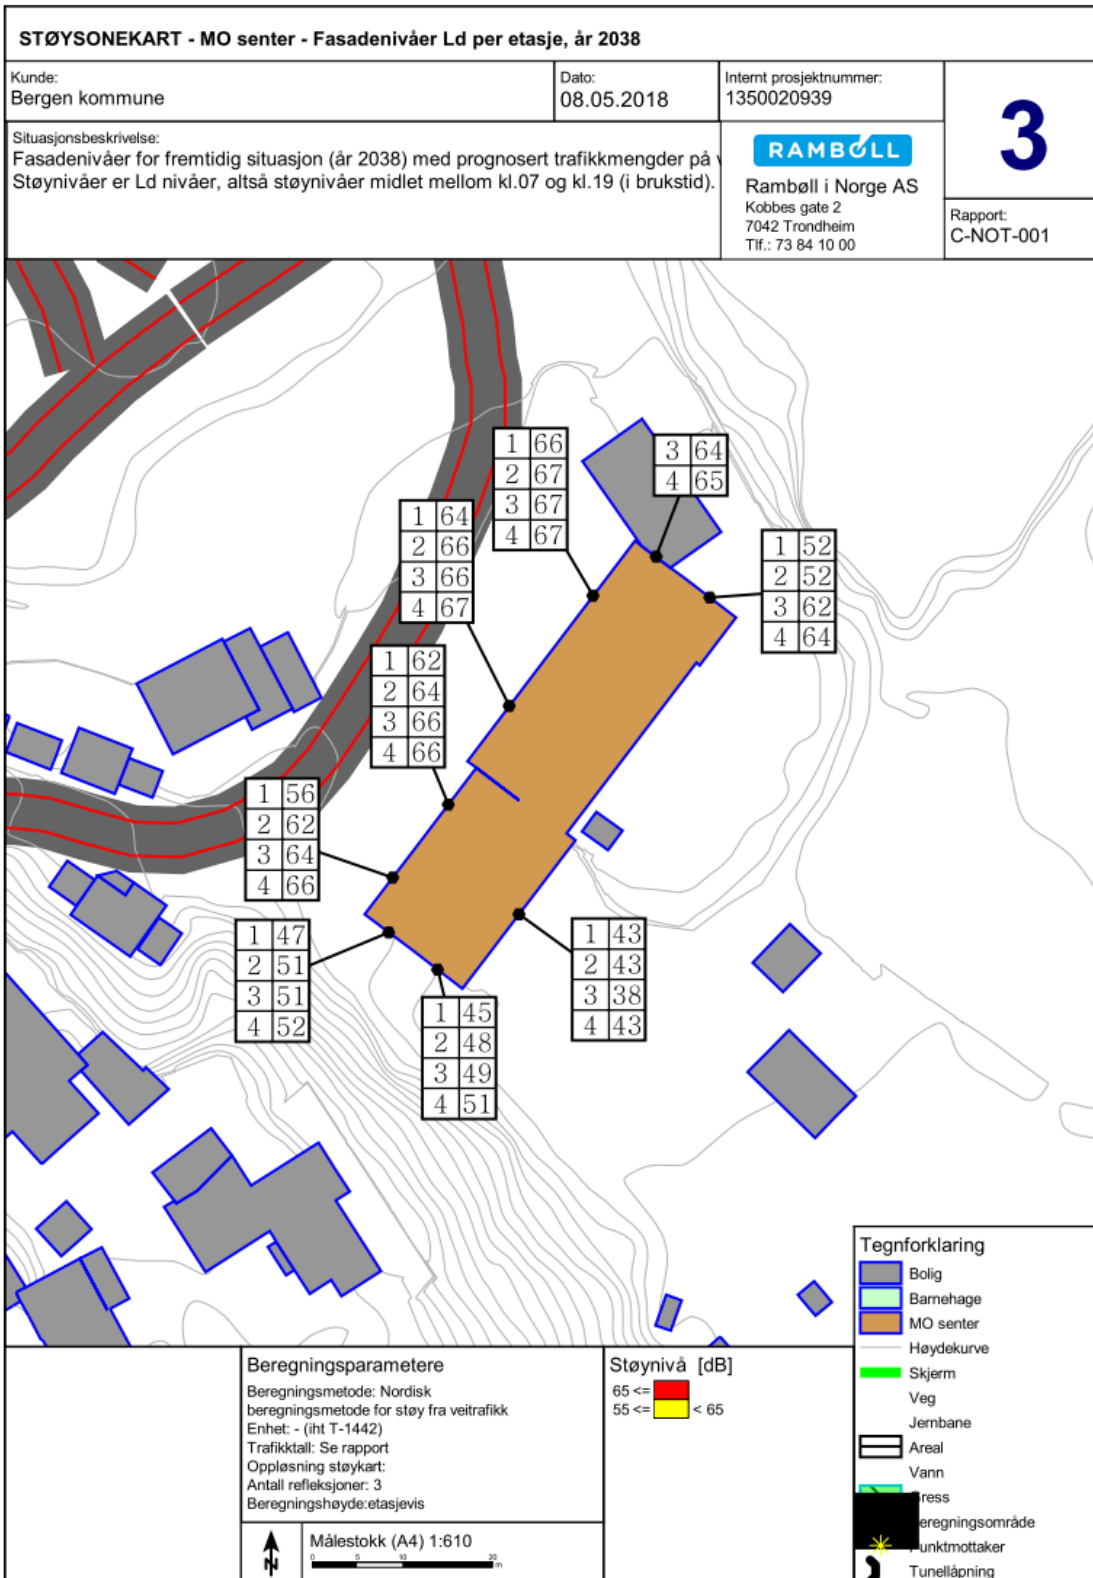 STØYSONEKART - MO senter - Fasadenivåer Ld per etasje, år 2038
Kunde:
Bergen kommune
Dato:
08.05.2018
Internt prosjektnummer:
1350020939
3
Situasjonsbeskrivelse:
Fasadenivåer for fremtidig situasjon (år 2038) med prognosert trafikkmengder på
Støynivåer er Ld nivåer, altså støynivåer midlet mellom kl.07 og kl.19 (i brukstid).
RAMBØLL
Rambøll i Norge AS
Kobbes gate 2
7042 Trondheim
Tlf.: 73 84 10 00
Rapport:
C-NOT-001
1 66
2 67
3 67
4 67
3 64
4 65
1 64
2 66
3 66
4 67
1 52
2 52
3 62
4 64
1 62
2 64
3 66
4 66
1 56
2 62
3 64
4 66
1 47
2 51
3 51
4 52
1 43
2 43
3 38
4 43
1 45
2 48
3 49
4 51
Tegnforklaring
Bolig
Barnehage
MO senter
Høydekurve
Skjerm
Veg
Jernbane
Areal
Vann
ress
eregningsområde
unktmottaker
Tunellåpning
Beregningsparametere
Beregningsmetode: Nordisk
beregningsmetode for støy fra veitrafikk
Enhet: - (iht T-1442)
Trafikktall: Se rapport
Oppløsning støykart:
Antall refleksjoner: 3
Beregningshøyde:etasjevis
Støynivå [dB]
65 <=
55 <= < 65
N
Målestokk (A4) 1:610
0 5 10 20
m